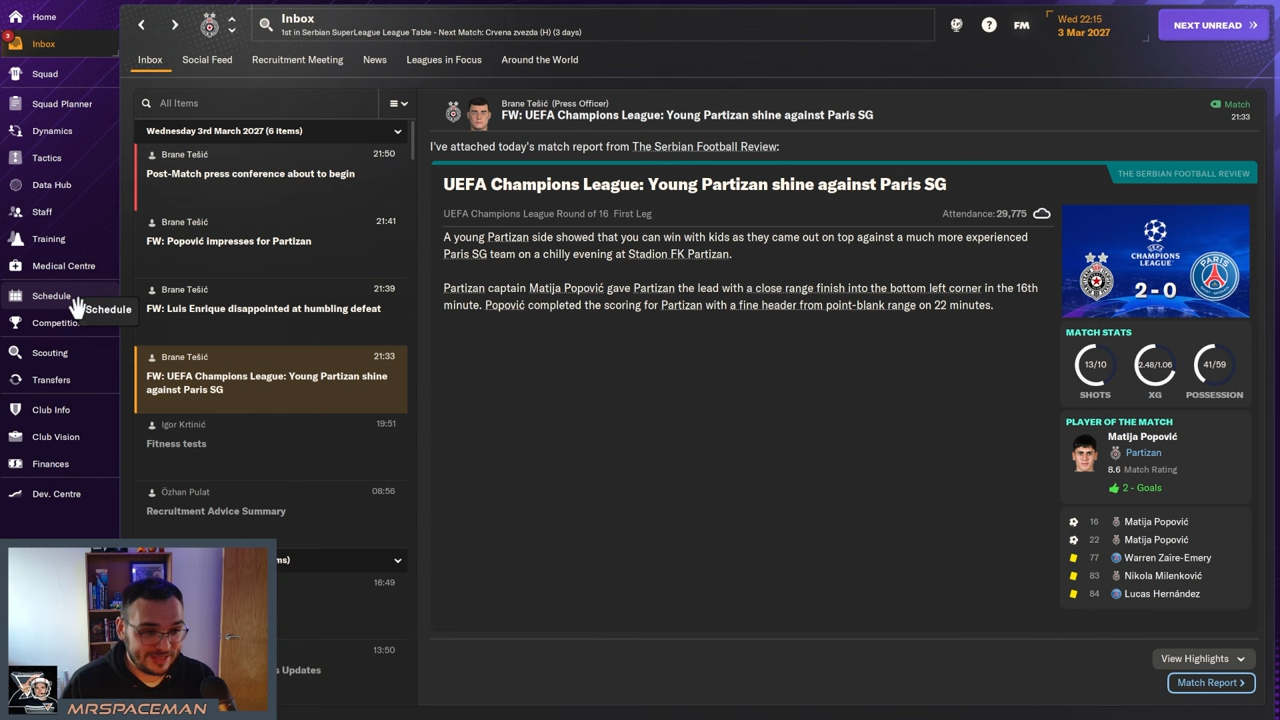 Home
3
Inbox
Squad
Squad Planner
Dynamics
Tactics
Data Hub
Staff
Training
Medical Centre
Schedule
Schedule
Competitio
Scouting
Transfers
Club Info
Club Vision
Finances
Dev. Centre
Inbox
1st in Serbian SuperLeague League Table - Next Match: Crvena zvezda (H) (3 days)
FM
Wed 22:15
3 Mar 2027
NEXT UNREAD
Inbox
Social Feed
Recruitment Meeting
News
Leagues in Focus
Around the World
All Items
Wednesday 3rd March 2027 (6 items)
Brane Tešić 21:50
Post-Match press conference about to begin
Brane Tešić 21:41
FW: Popović impresses for Partizan
Brane Tešić 21:39
FW: Luis Enrique disappointed at humbling defeat
Brane Tešić 21:33
FW: UEFA Champions League: Young Partizan shine
against Paris SG
Igor Krtinić 19:51
Fitness tests
Özhan Pulat 08:56
Recruitment Advice Summary
ms)
16:49
13:50
s Updates
Brane Tešić (Press Officer)
FW: UEFA Champions League: Young Partizan shine against Paris SG
Match
21:33
I've attached today's match report from The Serbian Football Review:
THE SERBIAN FOOTBALL REVIEW
UEFA Champions League: Young Partizan shine against Paris SG
UEFA Champions League Round of 16 First Leg
Attendance: 29,775
A young Partizan side showed that you can win with kids as they came out on top against a much more experienced
Paris SG team on a chilly evening at Stadion FK Partizan.
Partizan captain Matija Popović gave Partizan the lead with a close range finish into the bottom left corner in the 16th
minute. Popović completed the scoring for Partizan with a fine header from point-blank range on 22 minutes.
CHAMPIONS
LEAGUE
PARIS
2-0
MATCH STATS
13/10
2.48/1.06
41/59
SHOTS
XG
POSSESSION
PLAYER OF THE MATCH
Matija Popović
Partizan
8.6 Match Rating
2 - Goals
16 Matija Popović
22 Matija Popović
77 Warren Zaïre-Emery
83 Nikola Milenković
84 Lucas Hernández
View Highlights
Match Report
MRSPACEMAN